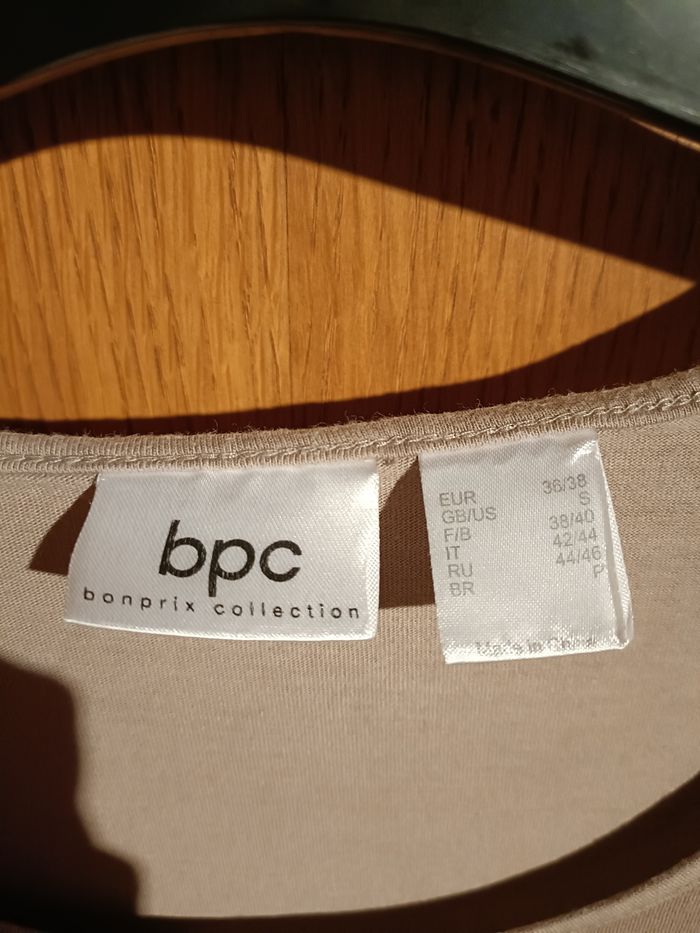 bpc
bonprix collection
EUR 36/38
GB/US S
F/B 38/40
IT 42/44
RU 44/46
BR P
Made in